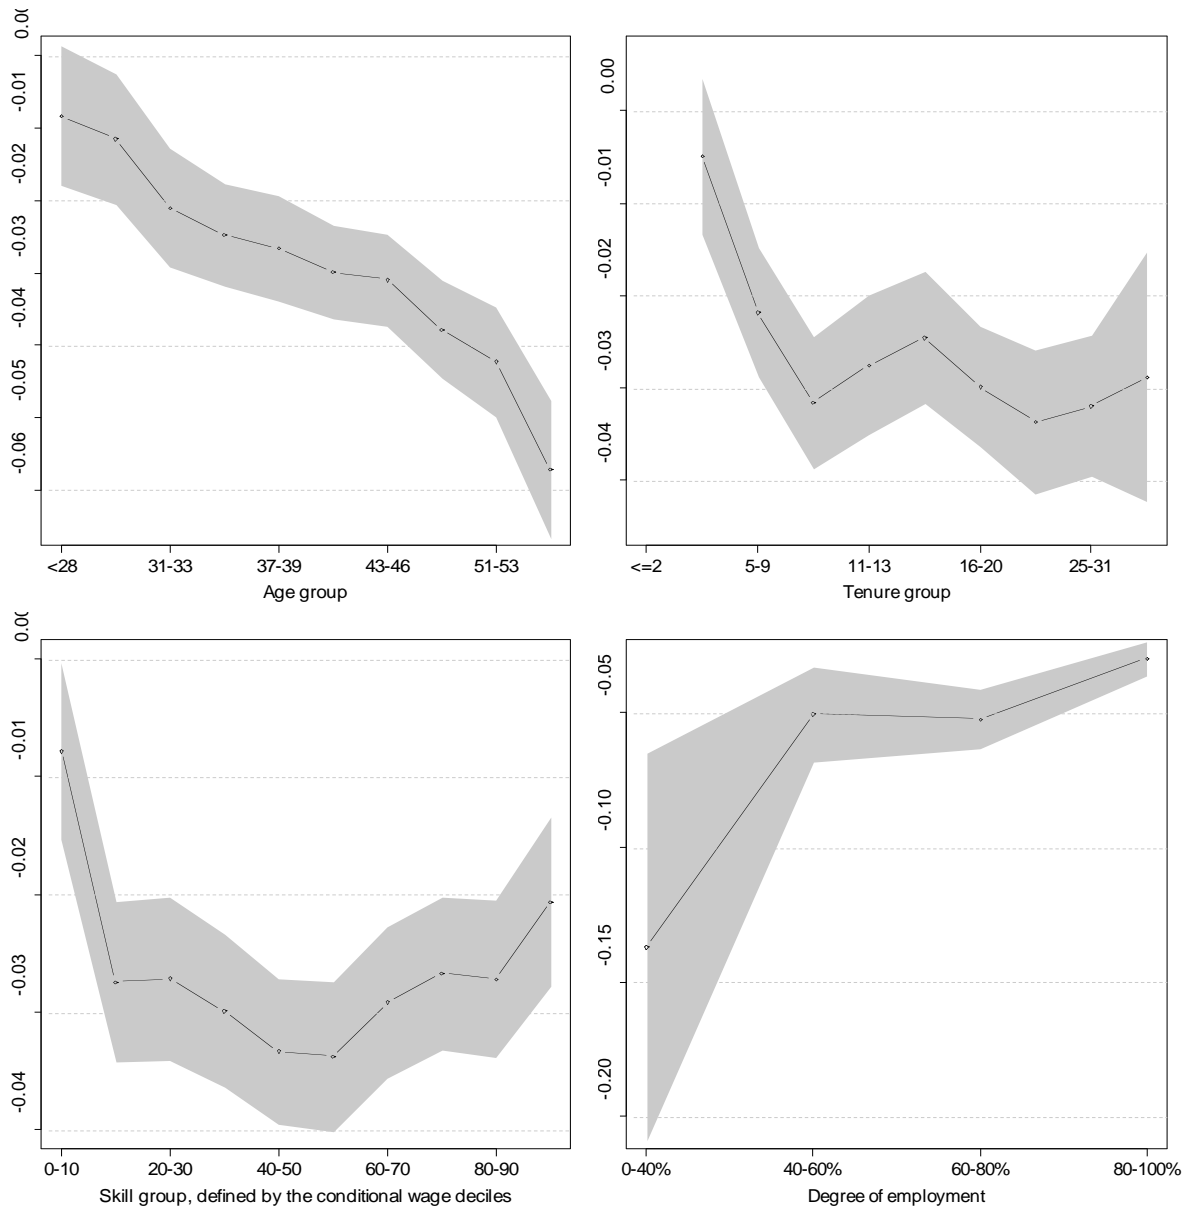 0.00
-0.01
-0.02
-0.03
-0.04
-0.05
-0.06
<28 31-33 37-39 43-46 51-53
Age group
0.00
-0.01
-0.02
-0.03
-0.04
<=2 5-9 11-13 16-20 25-31
Tenure group
0.00
-0.01
-0.02
-0.03
-0.04
0-10 20-30 40-50 60-70 80-90
Skill group, defined by the conditional wage deciles
-0.05
-0.10
-0.15
-0.20
0-40% 40-60% 60-80% 80-100%
Degree of employment